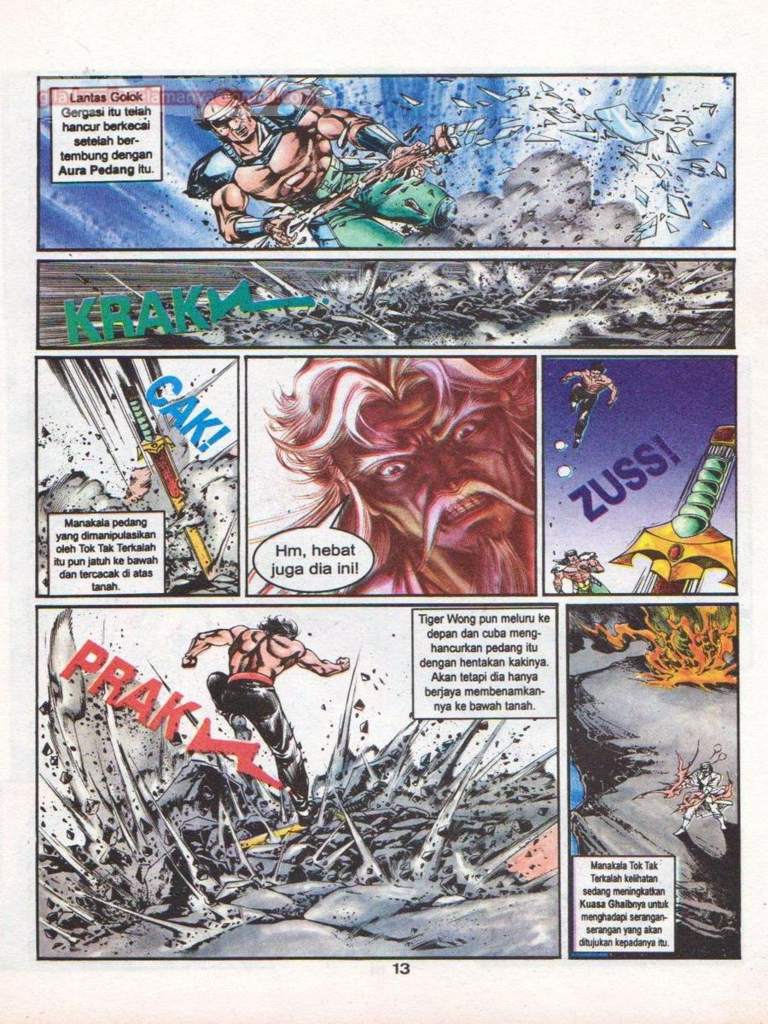 Lantas Golok
Gergasi itu telah
hancur berkecai
setelah ber-
tembung dengan
Aura Pedang itu.
KRAK
CAK!
Manakala pedang
yang dimanipulasikan
oleh Tok Tak Terkalah
itu pun jatuh ke bawah
dan tercacak di atas
tanah.
Hm, hebat
juga dia ini!
ZUSS!
PRAK
Tiger Wong pun meluru ke
depan dan cuba meng-
hancurkan pedang itu
dengan hentakan kakinya.
Akan tetapi dia hanya
berjaya membenamkan-
nya ke bawah tanah.
Manakala Tok Tak
Terkalah kelihatan
sedang meningkatkan
Kuasa Ghaibnya untuk
menghadapi serangan-
serangan yang akan
ditujukan kepadanya itu.
13